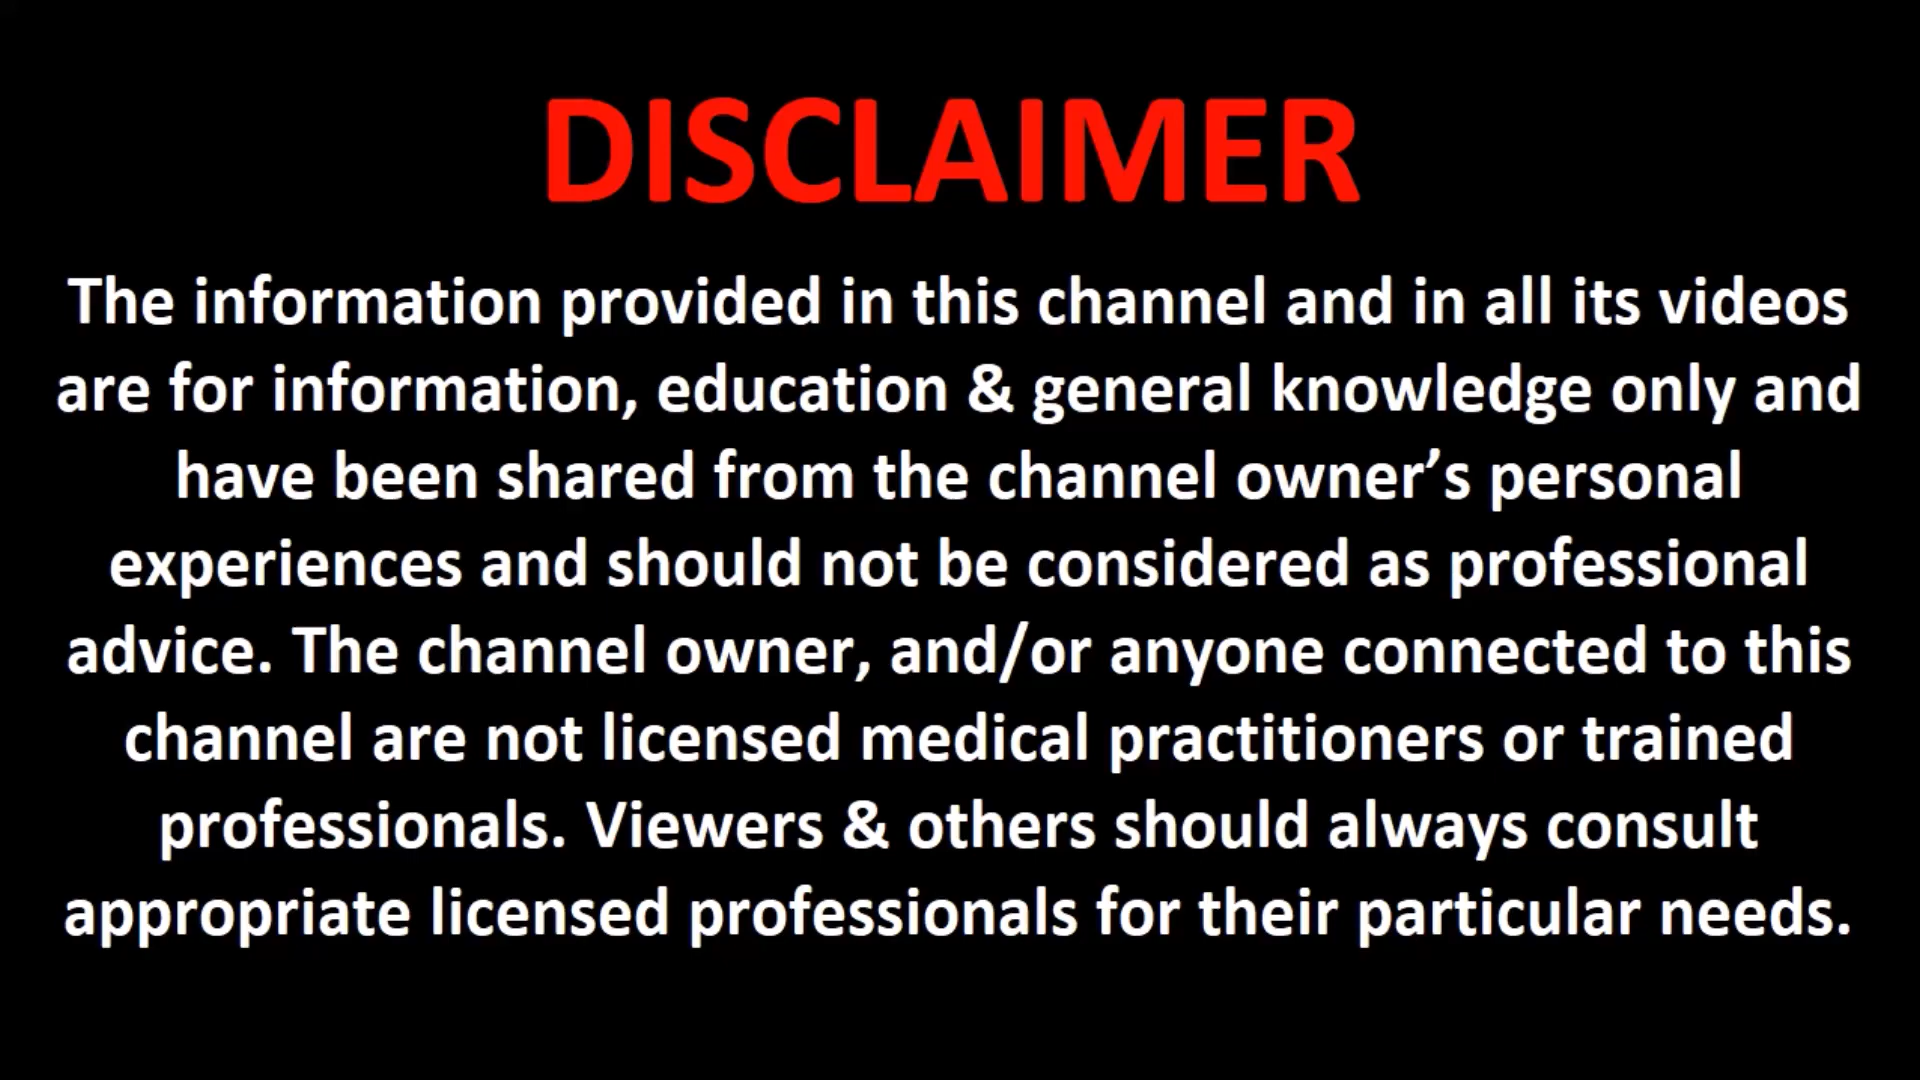 DISCLAIMER
The information provided in this channel and in all its videos
are for information, education & general knowledge only and
have been shared from the channel owner’s personal
experiences and should not be considered as professional
advice. The channel owner, and/or anyone connected to this
channel are not licensed medical practitioners or trained
professionals. Viewers & others should always consult
appropriate licensed professionals for their particular needs.